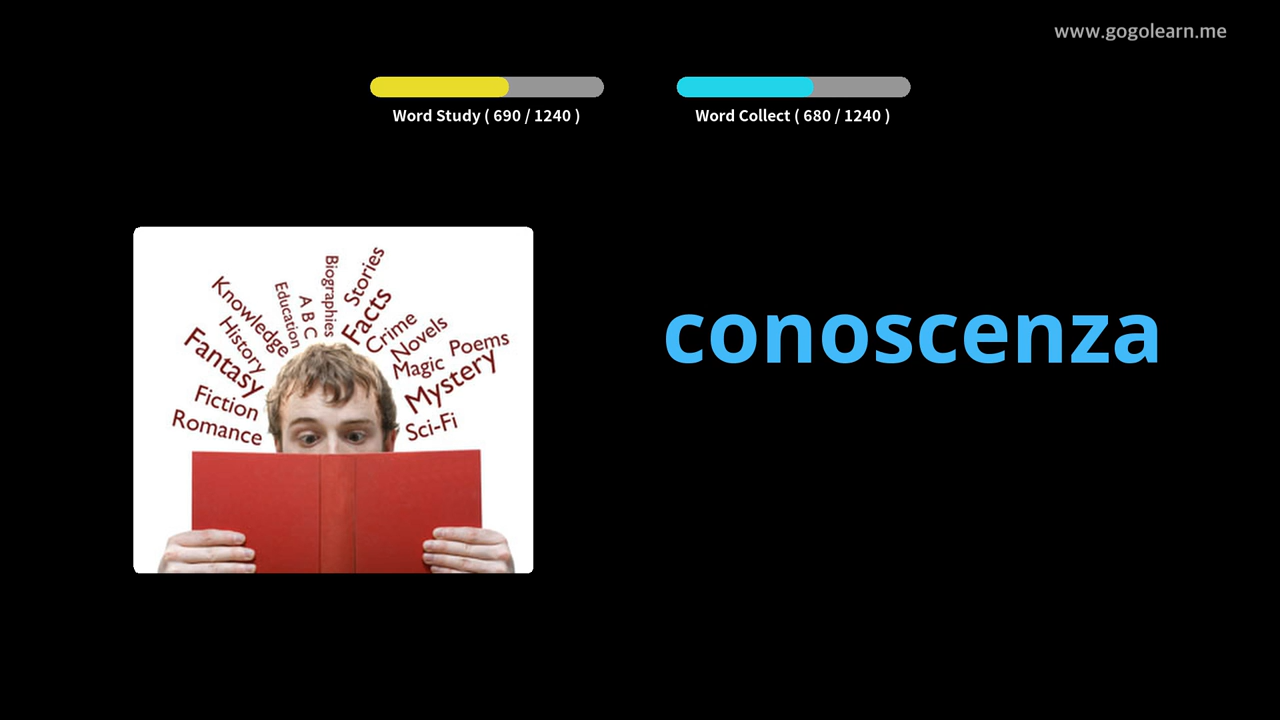 www.gogolearn.me
Word Study ( 690 / 1240 )
Word Collect ( 680 / 1240 )
Biographies
Stories
Education
A B C
Facts
Knowledge
Crime
History
Novels
Fantasy
Magic
Poems
Mystery
Fiction
Romance
Sci-Fi
conoscenza